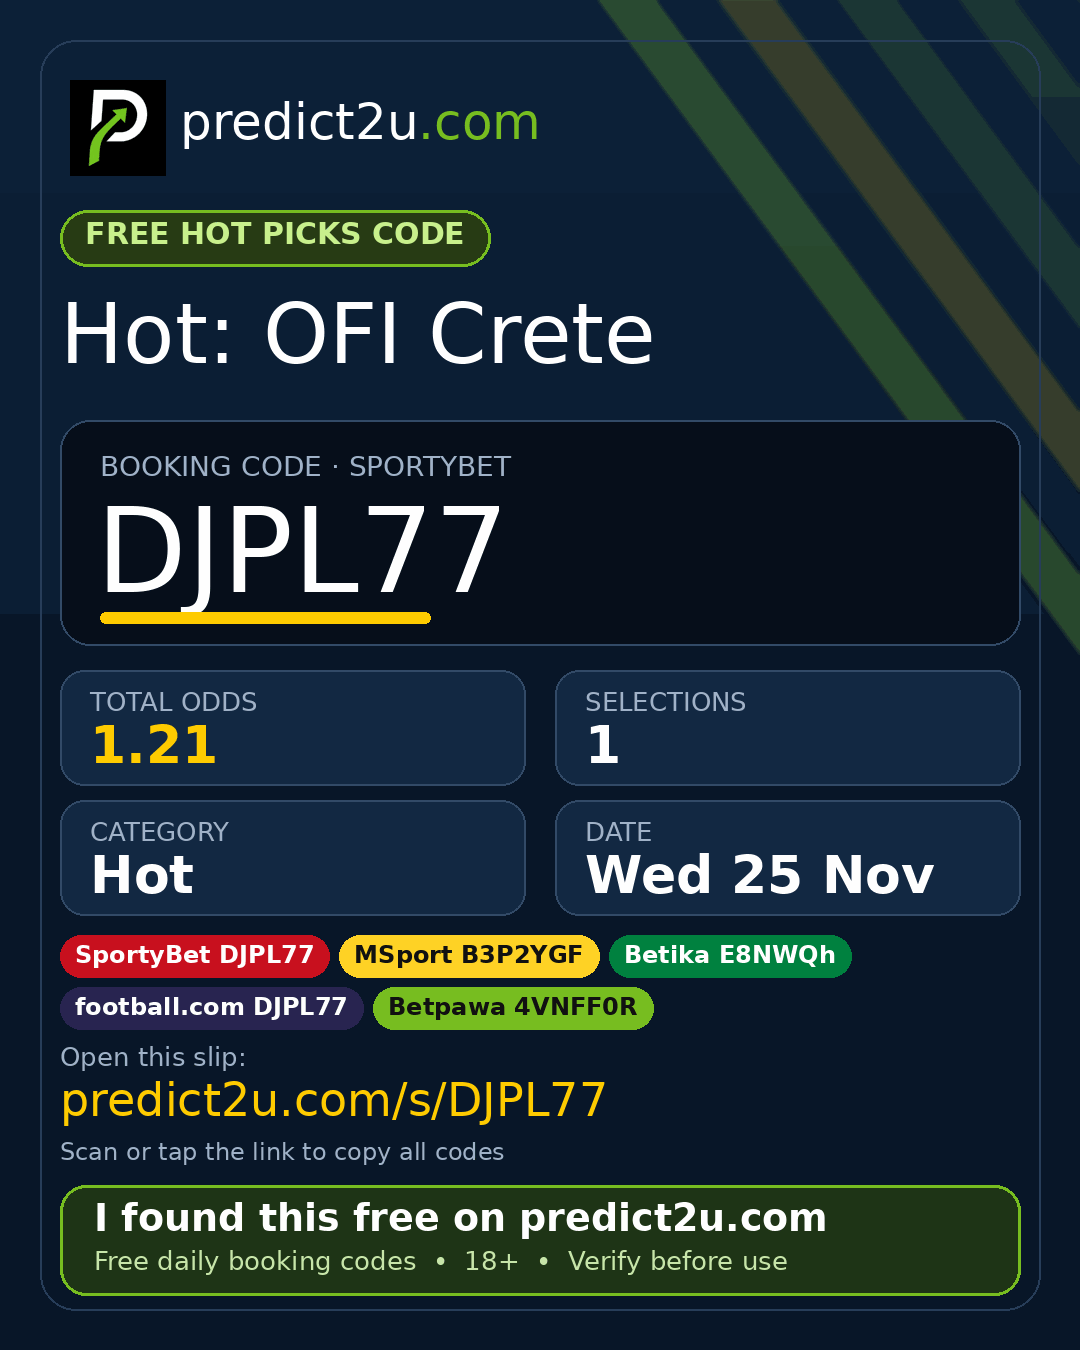 predict2u.com
FREE HOT PICKS CODE
Hot: OFI Crete
BOOKING CODE · SPORTYBET
DJPL77
TOTAL ODDS
1.21
SELECTIONS
1
CATEGORY
Hot
DATE
Wed 25 Nov
SportyBet DJPL77
MSport B3P2YGF
Betika E8NWQh
football.com DJPL77
Betpawa 4VNFF0R
Open this slip:
predict2u.com/s/DJPL77
Scan or tap the link to copy all codes
I found this free on predict2u.com
Free daily booking codes • 18+ • Verify before use